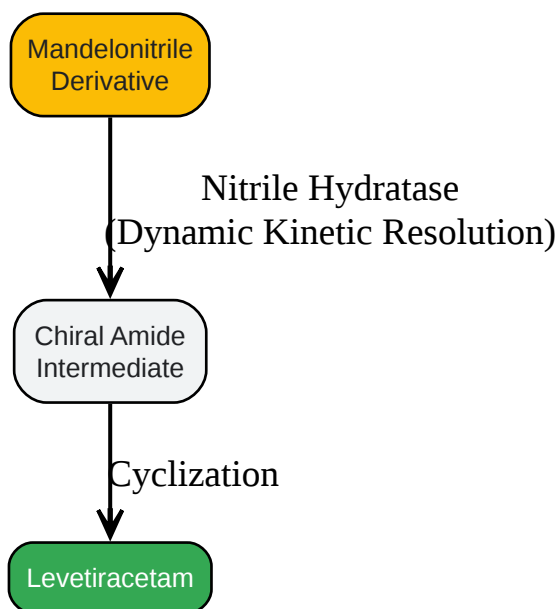 Mandelonitrile
Derivative
Nitrile Hydratase
(Dynamic Kinetic Resolution)
Chiral Amide
Intermediate
Cyclization
Levetiracetam